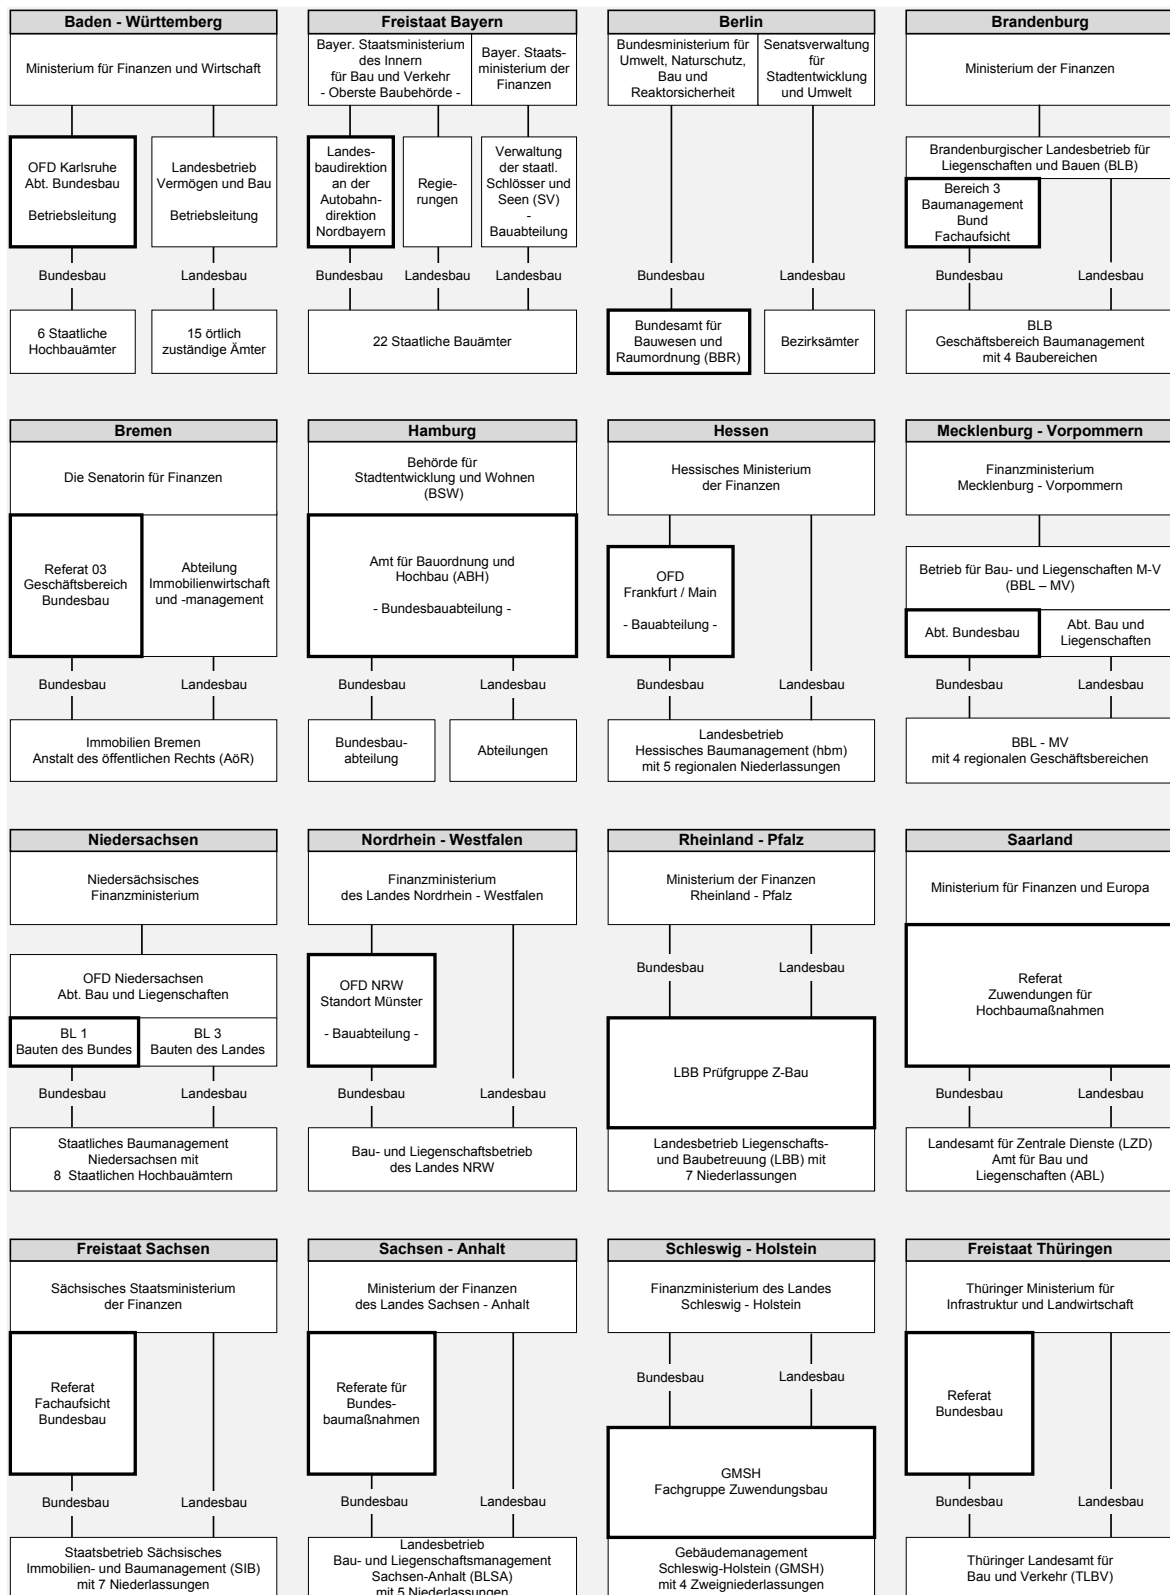 Baden - Württemberg
Ministerium für Finanzen und Wirtschaft
OFD Karlsruhe
Abt. Bundesbau
Betriebsleitung
Landesbetrieb
Vermögen und Bau
Betriebsleitung
Bundesbau
Landesbau
6 Staatliche
Hochbauämter
15 örtlich
zuständige Ämter
Freistaat Bayern
Bayer. Staatsministerium
des Innern
für Bau und Verkehr
- Oberste Baubehörde -
Bayer. Staats-
ministerium der
Finanzen
Landes-
baudirektion
an der
Autobahn-
direktion
Nordbayern
Regie-
rungen
Verwaltung
der staatl.
Schlösser und
Seen (SV)
-
Bauabteilung
Bundesbau
Landesbau
Landesbau
22 Staatliche Bauämter
Berlin
Bundesministerium für
Umwelt, Naturschutz,
Bau und
Reaktorsicherheit
Senatsverwaltung
für
Stadtentwicklung
und Umwelt
Bundesbau
Landesbau
Bundesamt für
Bauwesen und
Raumordnung (BBR)
Bezirksämter
Brandenburg
Ministerium der Finanzen
Brandenburgischer Landesbetrieb für
Liegenschaften und Bauen (BLB)
Bereich 3
Baumanagement
Bund
Fachaufsicht
Bundesbau
Landesbau
BLB
Geschäftsbereich Baumanagement
mit 4 Baubereichen
Bremen
Die Senatorin für Finanzen
Referat 03
Geschäftsbereich
Bundesbau
Abteilung
Immobilienwirtschaft
und -management
Bundesbau
Landesbau
Immobilien Bremen
Anstalt des öffentlichen Rechts (AöR)
Hamburg
Behörde für
Stadtentwicklung und Wohnen
(BSW)
Amt für Bauordnung und
Hochbau (ABH)
- Bundesbauabteilung -
Bundesbau
Landesbau
Bundesbau-
abteilung
Abteilungen
Hessen
Hessisches Ministerium
der Finanzen
OFD
Frankfurt / Main
- Bauabteilung -
Bundesbau
Landesbau
Landesbetrieb
Hessisches Baumanagement (hbm)
mit 5 regionalen Niederlassungen
Mecklenburg - Vorpommern
Finanzministerium
Mecklenburg - Vorpommern
Betrieb für Bau- und Liegenschaften M-V
(BBL – MV)
Abt. Bundesbau
Abt. Bau und
Liegenschaften
Bundesbau
Landesbau
BBL - MV
mit 4 regionalen Geschäftsbereichen
Niedersachsen
Niedersächsisches
Finanzministerium
OFD Niedersachsen
Abt. Bau und Liegenschaften
BL 1
Bauten des Bundes
BL 3
Bauten des Landes
Bundesbau
Landesbau
Staatliches Baumanagement
Niedersachsen mit
8 Staatlichen Hochbauämtern
Nordrhein - Westfalen
Finanzministerium
des Landes Nordrhein - Westfalen
OFD NRW
Standort Münster
- Bauabteilung -
Bundesbau
Landesbau
Bau- und Liegenschaftsbetrieb
des Landes NRW
Rheinland - Pfalz
Ministerium der Finanzen
Rheinland - Pfalz
Bundesbau
Landesbau
LBB Prüfgruppe Z-Bau
Landesbetrieb Liegenschafts-
und Baubetreuung (LBB) mit
7 Niederlassungen
Saarland
Ministerium für Finanzen und Europa
Referat
Zuwendungen für
Hochbaumaßnahmen
Bundesbau
Landesbau
Landesamt für Zentrale Dienste (LZD)
Amt für Bau und
Liegenschaften (ABL)
Freistaat Sachsen
Sächsisches Staatsministerium
der Finanzen
Referat
Fachaufsicht
Bundesbau
Bundesbau
Landesbau
Staatsbetrieb Sächsisches
Immobilien- und Baumanagement (SIB)
mit 7 Niederlassungen
Sachsen - Anhalt
Ministerium der Finanzen
des Landes Sachsen - Anhalt
Referate für
Bundes-
baumaßnahmen
Bundesbau
Landesbau
Landesbetrieb
Bau- und Liegenschaftsmanagement
Sachsen-Anhalt (BLSA)
mit 5 Niederlassungen
Schleswig - Holstein
Finanzministerium des Landes
Schleswig - Holstein
Bundesbau
Landesbau
GMSH
Fachgruppe Zuwendungsbau
Gebäudemanagement
Schleswig-Holstein (GMSH)
mit 4 Zweigniederlassungen
Freistaat Thüringen
Thüringer Ministerium für
Infrastruktur und Landwirtschaft
Referat
Bundesbau
Bundesbau
Landesbau
Thüringer Landesamt für
Bau und Verkehr (TLBV)